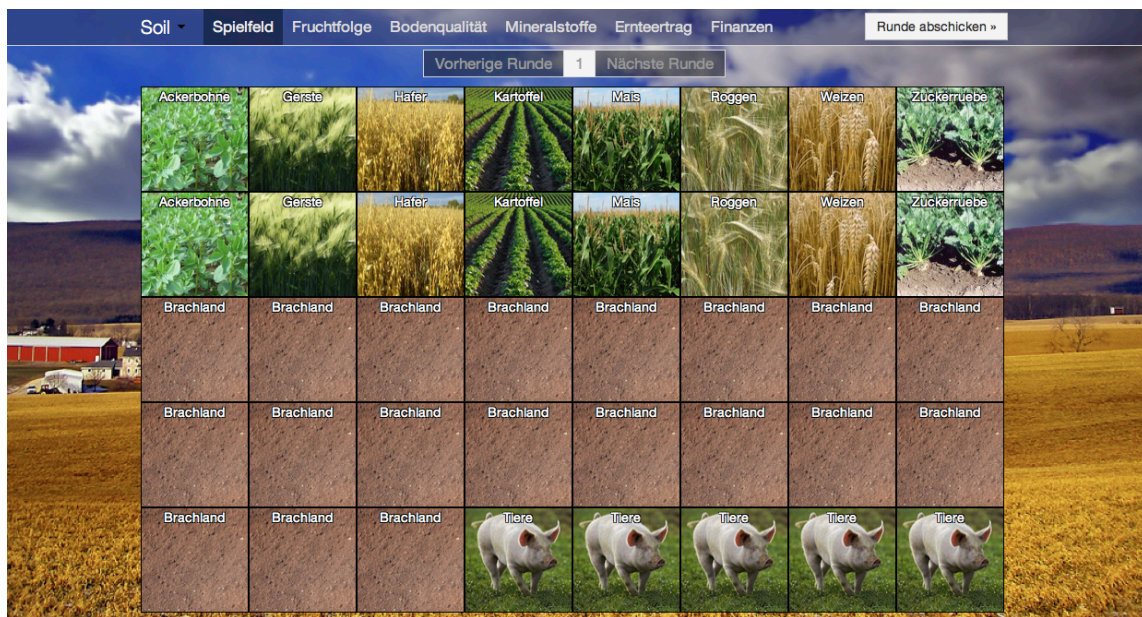 Soil Spielfeld Fruchtfolge Bodenqualität Mineralstoffe Ernteertrag Finanzen Runde abschicken »
Vorherige Runde 1 Nächste Runde
Ackerbohne Gerste Hafer Kartoffel Mais Roggen Weizen Zuckerruebe
Ackerbohne Gerste Hafer Kartoffel Mais Roggen Weizen Zuckerruebe
Brachland Brachland Brachland Brachland Brachland Brachland Brachland Brachland
Brachland Brachland Brachland Brachland Brachland Brachland Brachland Brachland
Brachland Brachland Brachland Tiere Tiere Tiere Tiere Tiere